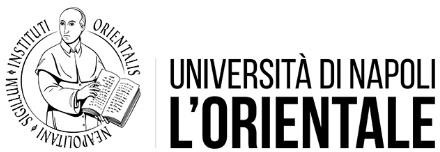 SIGILLUM • INSTITUTI • ORIENTALIS • NEAPOLITANI •
UNIVERSITÀ DI NAPOLI
L'ORIENTALE